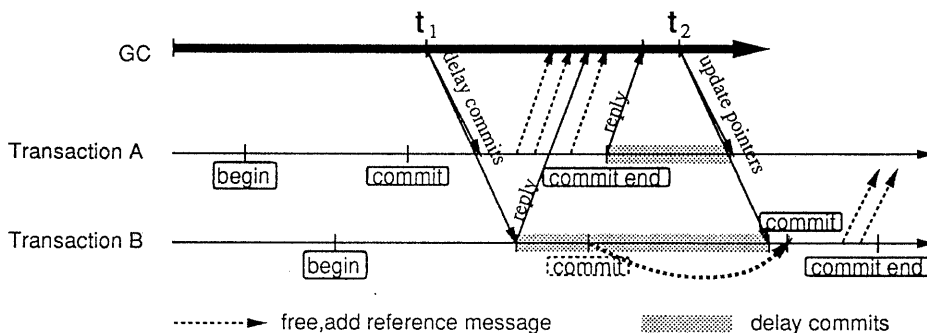 t1 t2
GC
delay commits
update pointers
reply
Transaction A
begin
commit
commit end
reply
commit
Transaction B
begin
commit
commit end
free,add reference message
delay commits